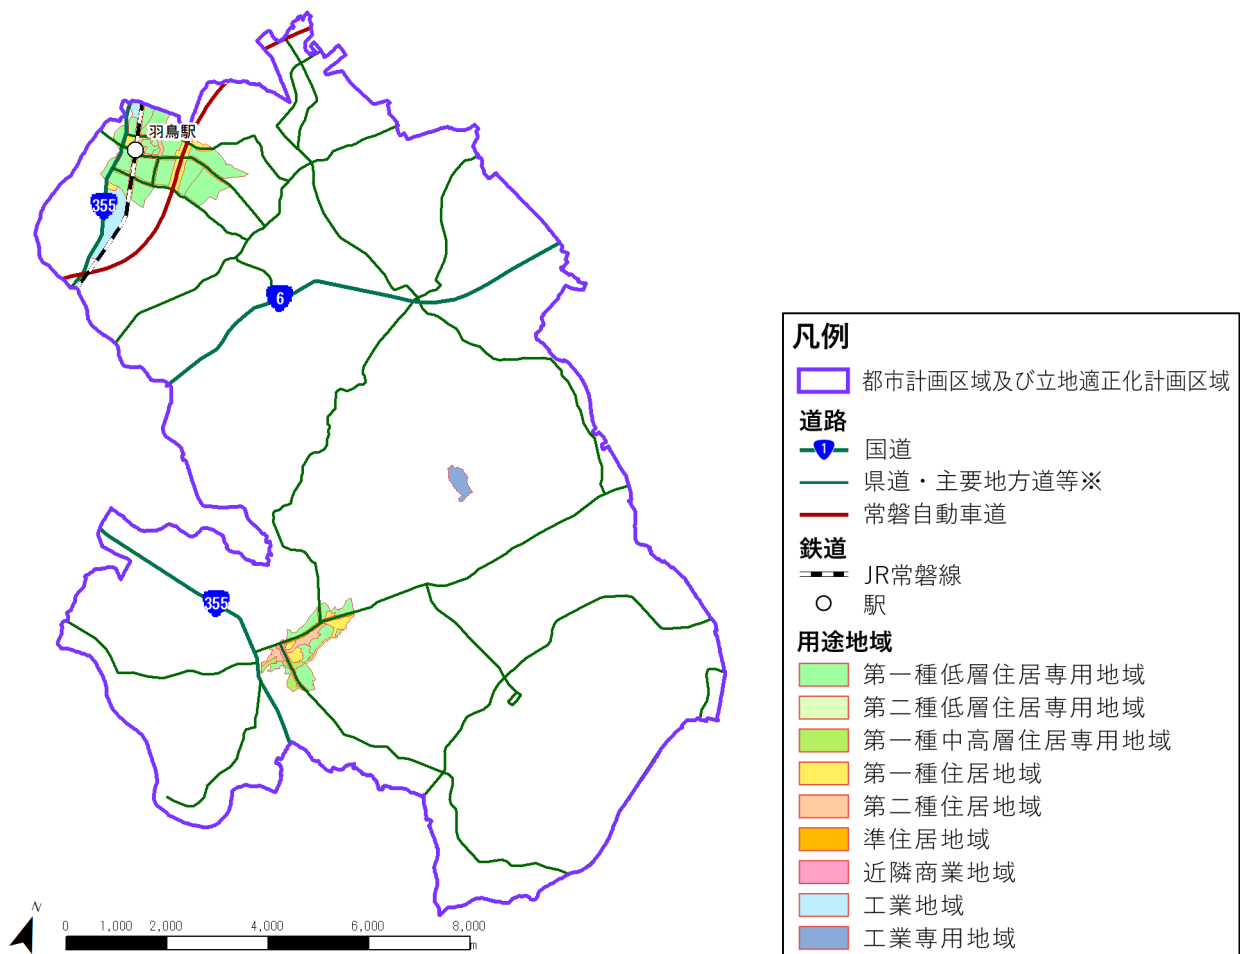 羽鳥駅
355
6
355
N
0 1,000 2,000 4,000 6,000 8,000
m
凡例
都市計画区域及び立地適正化計画区域
道路
1 国道
県道・主要地方道等※
常磐自動車道
鉄道
JR常磐線
駅
用途地域
第一種低層住居専用地域
第二種低層住居専用地域
第一種中高層住居専用地域
第一種住居地域
第二種住居地域
準住居地域
近隣商業地域
工業地域
工業専用地域